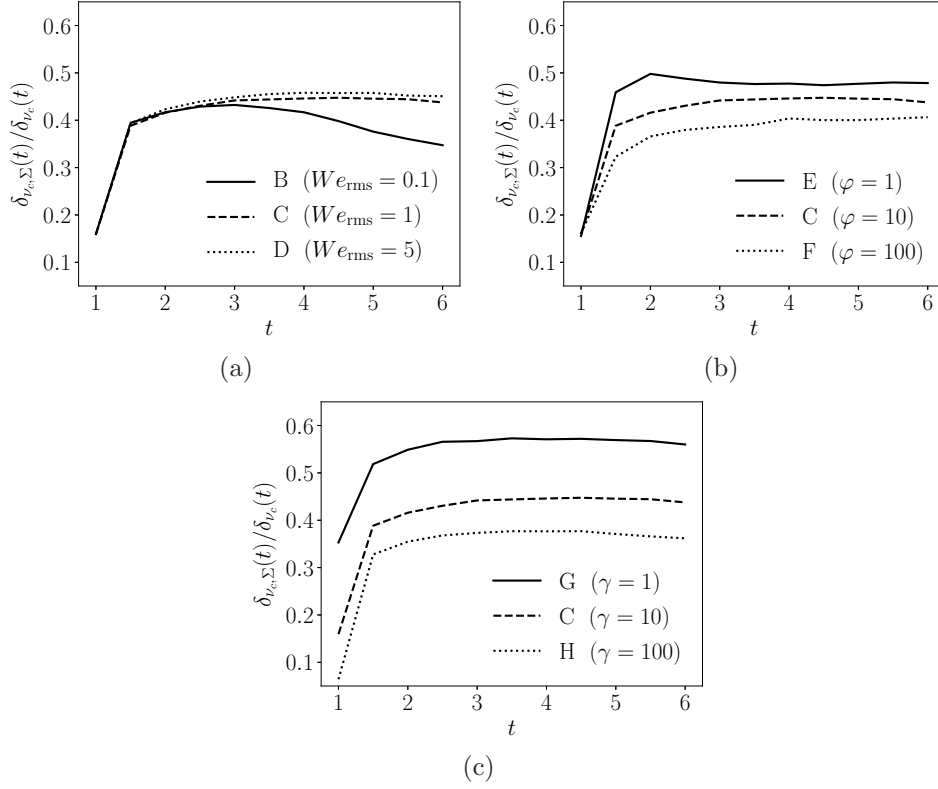 0.6
0.5
0.4
0.3
0.2
0.1
δ_{ν_c,Σ}(t)/δ_{ν_c}(t)
B (We_rms = 0.1)
C (We_rms = 1)
D (We_rms = 5)
1 2 3 4 5 6
t
(a)
0.6
0.5
0.4
0.3
0.2
0.1
δ_{ν_c,Σ}(t)/δ_{ν_c}(t)
E (φ = 1)
C (φ = 10)
F (φ = 100)
1 2 3 4 5 6
t
(b)
0.6
0.5
0.4
0.3
0.2
0.1
δ_{ν_c,Σ}(t)/δ_{ν_c}(t)
G (γ = 1)
C (γ = 10)
H (γ = 100)
1 2 3 4 5 6
t
(c)